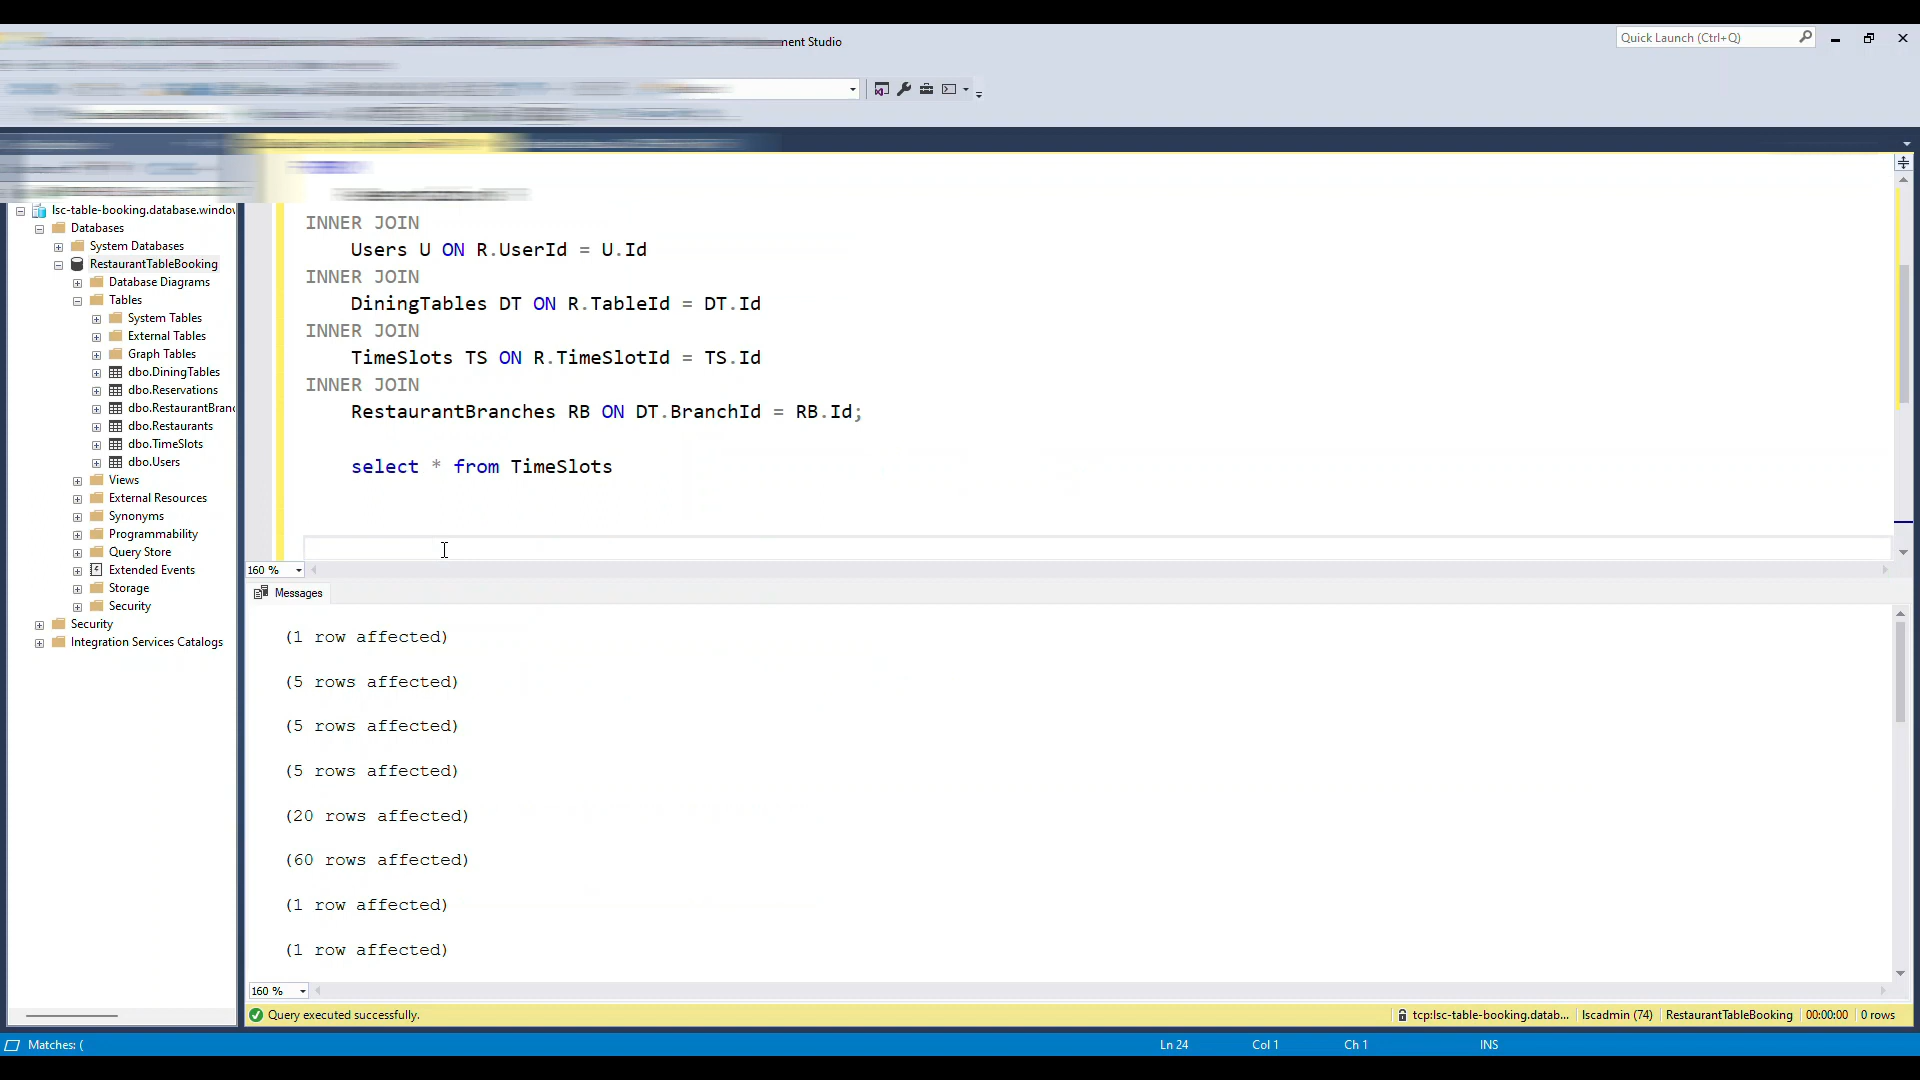 ment Studio
Quick Launch (Ctrl+Q)
lsc-table-booking.database.window
Databases
System Databases
RestaurantTableBooking
Database Diagrams
Tables
System Tables
External Tables
Graph Tables
dbo.DiningTables
dbo.Reservations
dbo.RestaurantBranc
dbo.Restaurants
dbo.TimeSlots
dbo.Users
Views
External Resources
Synonyms
Programmability
Query Store
Extended Events
Storage
Security
Security
Integration Services Catalogs
INNER JOIN
Users U ON R.UserId = U.Id
INNER JOIN
DiningTables DT ON R.TableId = DT.Id
INNER JOIN
TimeSlots TS ON R.TimeSlotId = TS.Id
INNER JOIN
RestaurantBranches RB ON DT.BranchId = RB.Id;
select * from TimeSlots
160 %
Messages
(1 row affected)
(5 rows affected)
(5 rows affected)
(5 rows affected)
(20 rows affected)
(60 rows affected)
(1 row affected)
(1 row affected)
160 %
Query executed successfully.
tcp:lsc-table-booking.datab... lscadmin (74) RestaurantTableBooking 00:00:00 0 rows
Matches: ( Ln 24 Col 1 Ch 1 INS